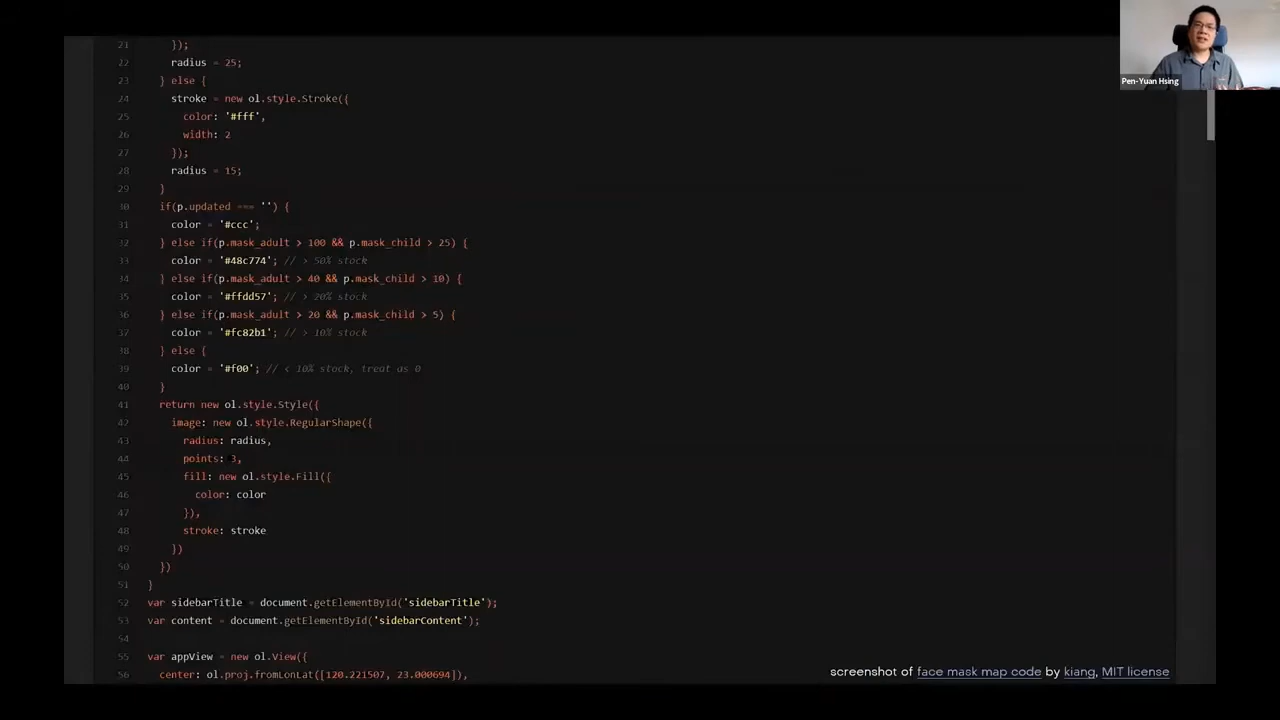 21 });
22 radius = 25;
23 } else {
24 stroke = new ol.style.Stroke({
25 color: '#fff',
26 width: 2
27 });
28 radius = 15;
29 }
30 if(p.updated === '') {
31 color = '#ccc';
32 } else if(p.mask_adult > 100 && p.mask_child > 25) {
33 color = '#48c774'; // > 50% stock
34 } else if(p.mask_adult > 40 && p.mask_child > 10) {
35 color = '#ffdd57'; // > 20% stock
36 } else if(p.mask_adult > 20 && p.mask_child > 5) {
37 color = '#fc82b1'; // > 10% stock
38 } else {
39 color = '#f00'; // < 10% stock, treat as 0
40 }
41 return new ol.style.Style({
42 image: new ol.style.RegularShape({
43 radius: radius,
44 points: 3,
45 fill: new ol.style.Fill({
46 color: color
47 }),
48 stroke: stroke
49 })
50 })
51 }
52 var sidebarTitle = document.getElementById('sidebarTitle');
53 var content = document.getElementById('sidebarContent');
54
55 var appView = new ol.View({
56 center: ol.proj.fromLonLat([120.221507, 23.000694]),
Pen-Yuan Hsing
screenshot of face mask map code by kiang, MIT license